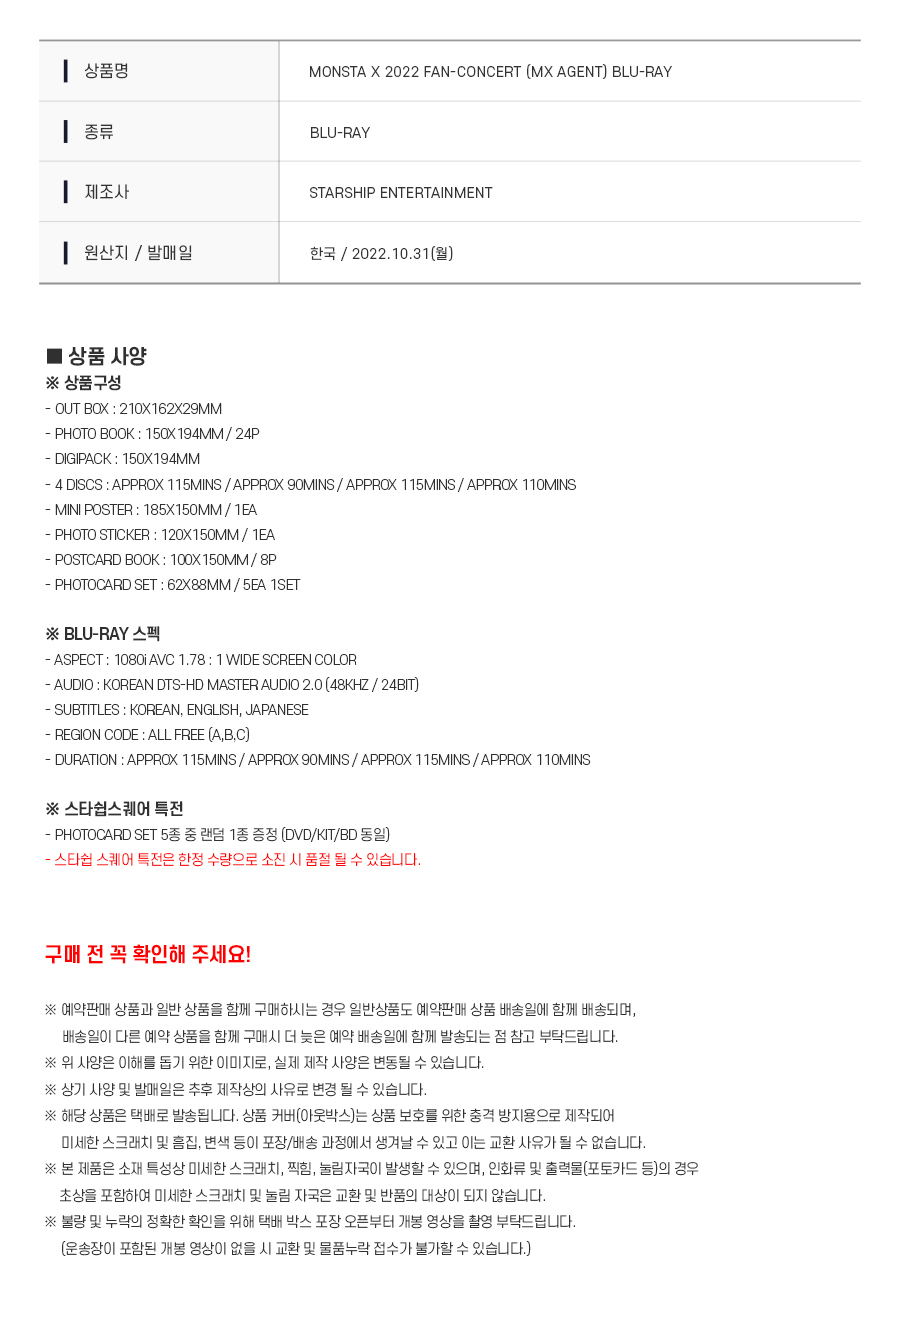 상품명 MONSTA X 2022 FAN-CONCERT (MX AGENT) BLU-RAY
종류 BLU-RAY
제조사 STARSHIP ENTERTAINMENT
원산지 / 발매일 한국 / 2022.10.31(월)
■ 상품 사양
※ 상품구성
- OUT BOX : 210X162X29MM
- PHOTO BOOK : 150X194MM / 24P
- DIGIPACK : 150X194MM
- 4 DISCS : APPROX 115MINS / APPROX 90MINS / APPROX 115MINS / APPROX 110MINS
- MINI POSTER : 185X150MM / 1EA
- PHOTO STICKER : 120X150MM / 1EA
- POSTCARD BOOK : 100X150MM / 8P
- PHOTOCARD SET : 62X88MM / 5EA 1SET
※ BLU-RAY 스펙
- ASPECT : 1080i AVC 1.78 : 1 WIDE SCREEN COLOR
- AUDIO : KOREAN DTS-HD MASTER AUDIO 2.0 (48KHZ / 24BIT)
- SUBTITLES : KOREAN, ENGLISH, JAPANESE
- REGION CODE : ALL FREE (A,B,C)
- DURATION : APPROX 115MINS / APPROX 90MINS / APPROX 115MINS / APPROX 110MINS
※ 스타쉽스퀘어 특전
- PHOTOCARD SET 5종 중 랜덤 1종 증정 (DVD/KIT/BD 동일)
- 스타쉽 스퀘어 특전은 한정 수량으로 소진 시 품절 될 수 있습니다.
구매 전 꼭 확인해 주세요!
※ 예약판매 상품과 일반 상품을 함께 구매하시는 경우 일반상품도 예약판매 상품 배송일에 함께 배송되며,
배송일이 다른 예약 상품을 함께 구매시 더 늦은 예약 배송일에 함께 발송되는 점 참고 부탁드립니다.
※ 위 사양은 이해를 돕기 위한 이미지로, 실제 제작 사양은 변동될 수 있습니다.
※ 상기 사양 및 발매일은 추후 제작상의 사유로 변경 될 수 있습니다.
※ 해당 상품은 택배로 발송됩니다. 상품 커버(아웃박스)는 상품 보호를 위한 충격 방지용으로 제작되어
미세한 스크래치 및 흠집, 변색 등이 포장/배송 과정에서 생겨날 수 있고 이는 교환 사유가 될 수 없습니다.
※ 본 제품은 소재 특성상 미세한 스크래치, 찍힘, 눌림자국이 발생할 수 있으며, 인화류 및 출력물(포토카드 등)의 경우
초상을 포함하여 미세한 스크래치 및 눌림 자국은 교환 및 반품의 대상이 되지 않습니다.
※ 불량 및 누락의 정확한 확인을 위해 택배 박스 포장 오픈부터 개봉 영상을 촬영 부탁드립니다.
(운송장이 포함된 개봉 영상이 없을 시 교환 및 물품누락 접수가 불가할 수 있습니다.)